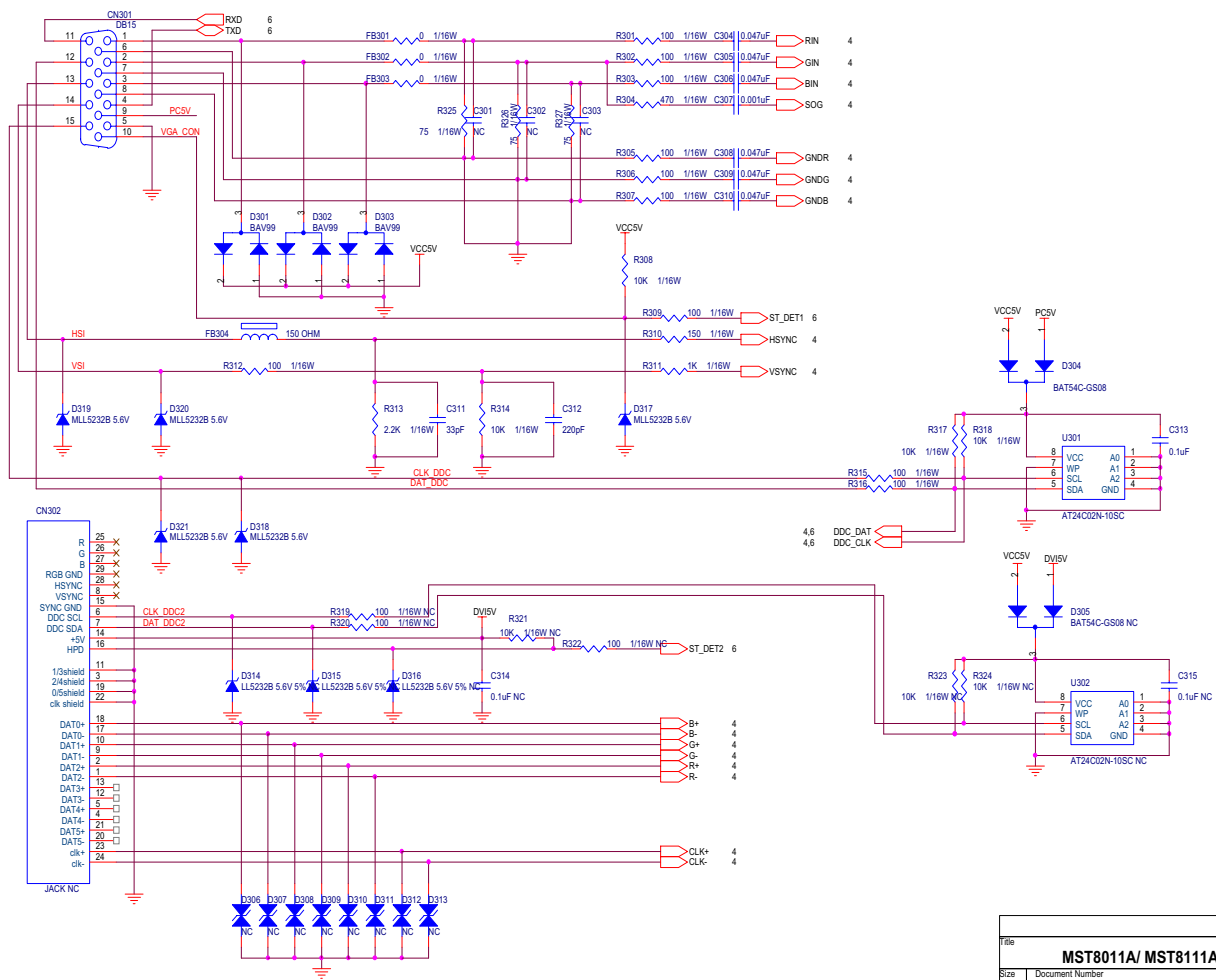 CN301
DB15
RXD 6
TXD 6
11
1
6
12
2
7
13
3
8
14
4
9
15
5
10
PC5V
VGA_CON
FB301 0 1/16W
FB302 0 1/16W
FB303 0 1/16W
R301 100 1/16W C304 0.047uF RIN 4
R302 100 1/16W C305 0.047uF GIN 4
R303 100 1/16W C306 0.047uF BIN 4
R304 470 1/16W C307 0.001uF SOG 4
R325 C301
75 1/16W NC
R326 C302
75 1/16W NC
R327 C303
75 1/16W NC
R305 100 1/16W C308 0.047uF GNDR 4
R306 100 1/16W C309 0.047uF GNDG 4
R307 100 1/16W C310 0.047uF GNDB 4
3 D301 3 D302 3 D303
BAV99 BAV99 BAV99
VCC5V
2 1 2 1 2 1
VCC5V
R308
10K 1/16W
R309 100 1/16W ST_DET1 6
HSI FB304 150 OHM R310 150 1/16W HSYNC 4
VSI R312 100 1/16W R311 1K 1/16W VSYNC 4
VCC5V PC5V
2 1
D304
BAT54C-GS08
3
D319
MLL5232B 5.6V
D320
MLL5232B 5.6V
R313
2.2K 1/16W
C311
33pF
R314
10K 1/16W
C312
220pF
D317
MLL5232B 5.6V
R317 R318
10K 1/16W
10K 1/16W
C313
0.1uF
U301
8 VCC A0 1
7 WP A1 2
6 SCL A2 3
5 SDA GND 4
AT24C02N-10SC
CLK_DDC
DAT_DDC
R315 100 1/16W
R316 100 1/16W
4,6 DDC_DAT
4,6 DDC_CLK
D321
MLL5232B 5.6V
D318
MLL5232B 5.6V
CN302
R 25
G 26
B 27
RGB GND 29
HSYNC 28
VSYNC 8
SYNC GND 15
DDC SCL 6
DDC SDA 7
+5V 14
HPD 16
1/3shield 11
2/4shield 3
0/5shield 19
clk shield 22
DAT0+ 18
DAT0- 17
DAT1+ 10
DAT1- 9
DAT2+ 2
DAT2- 1
DAT3+ 13
DAT3- 12
DAT4+ 5
DAT4- 4
DAT5+ 21
DAT5- 20
clk+ 23
clk- 24
JACK NC
CLK_DDC2
DAT_DDC2
R319 100 1/16W NC
R320 100 1/16W NC
DVI5V
R321
10K 1/16W NC
R322 100 1/16W NC
ST_DET2 6
D314
LL5232B 5.6V 5%
D315
LL5232B 5.6V 5%
D316
LL5232B 5.6V 5% NC
C314
0.1uF NC
B+ 4
B- 4
G+ 4
G- 4
R+ 4
R- 4
CLK+ 4
CLK- 4
VCC5V DVI5V
2 1
D305
BAT54C-GS08 NC
3
R323 R324
10K 1/16W NC
10K 1/16W NC
C315
0.1uF NC
U302
8 VCC A0 1
7 WP A1 2
6 SCL A2 3
5 SDA GND 4
AT24C02N-10SC NC
D306 D307 D308 D309 D310 D311 D312 D313
NC NC NC NC NC NC NC NC
Title
MST8011A/ MST8111A
Size Document Number